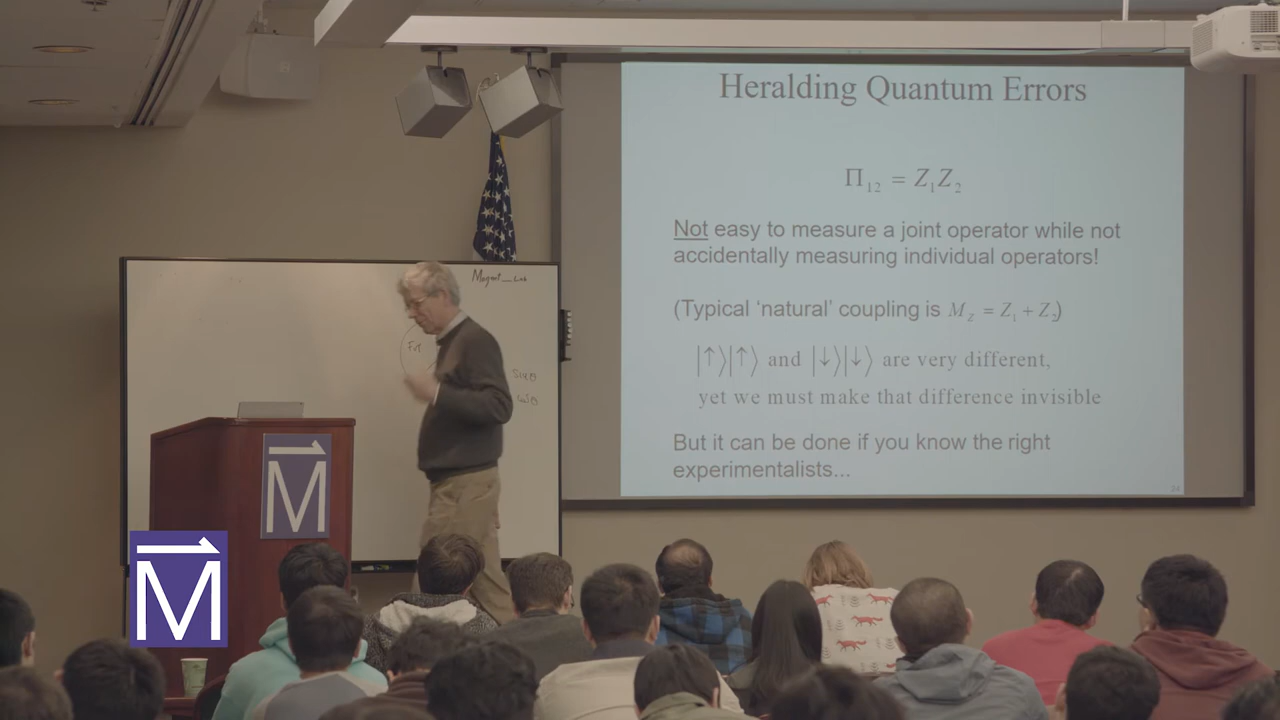 Heralding Quantum Errors
Π₁₂ = Z₁Z₂
Not easy to measure a joint operator while not
accidentally measuring individual operators!
(Typical ‘natural’ coupling is M_Z = Z₁ + Z₂)
|↑⟩|↑⟩ and |↓⟩|↓⟩ are very different,
yet we must make that difference invisible
But it can be done if you know the right
experimentalists...
M
M